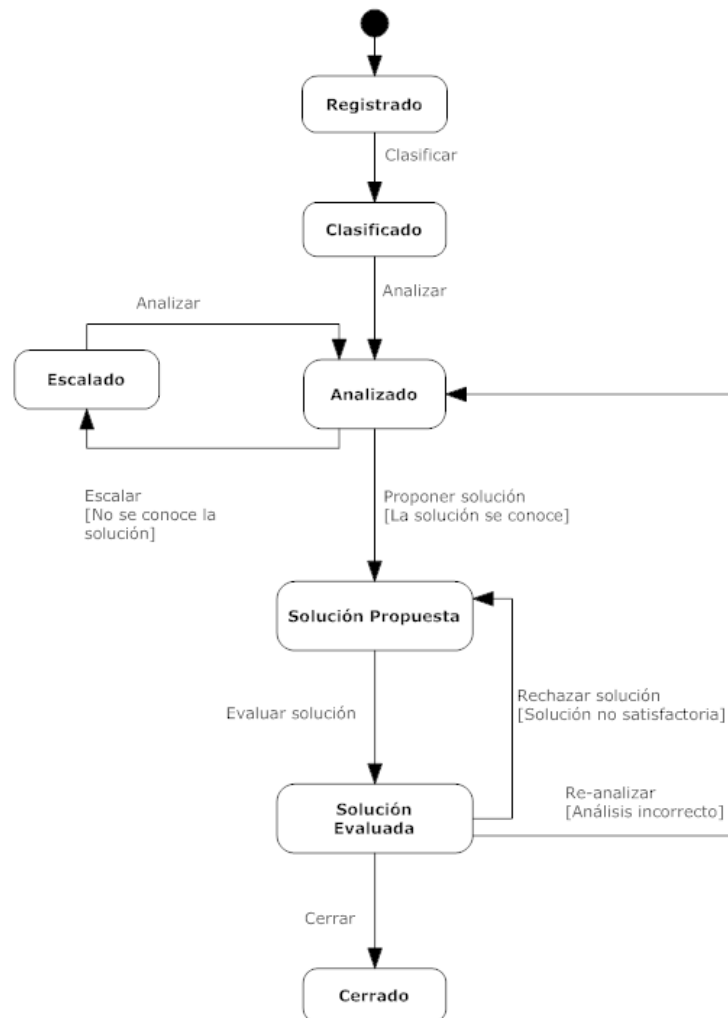 Registrado
Clasificar
Clasificado
Analizar
Analizar
Escalado
Analizado
Escalar
[No se conoce la
solución]
Proponer solución
[La solución se conoce]
Solución Propuesta
Rechazar solución
[Solución no satisfactoria]
Evaluar solución
Re-analizar
[Análisis incorrecto]
Solución
Evaluada
Cerrar
Cerrado